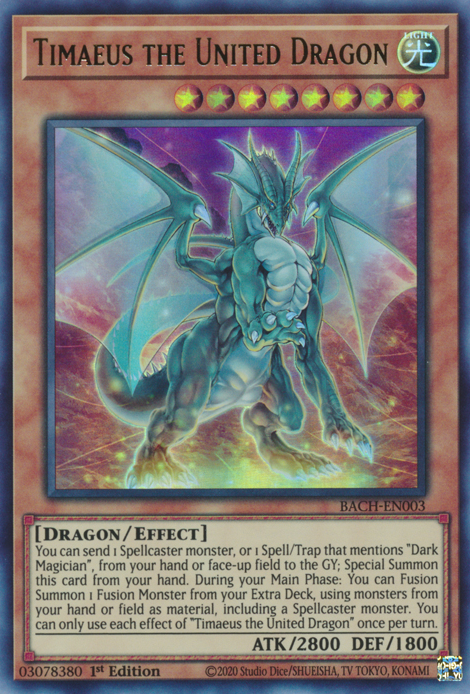 TIMAEUS THE UNITED DRAGON
LIGHT
光
BACH-EN003
[DRAGON/EFFECT]
You can send 1 Spellcaster monster, or 1 Spell/Trap that mentions "Dark
Magician", from your hand or face-up field to the GY; Special Summon
this card from your hand. During your Main Phase: You can Fusion
Summon 1 Fusion Monster from your Extra Deck, using monsters from
your hand or field as material, including a Spellcaster monster. You
can only use each effect of "Timaeus the United Dragon" once per turn.
ATK/2800 DEF/1800
03078380 1st Edition ©2020 Studio Dice/SHUEISHA, TV TOKYO, KONAMI